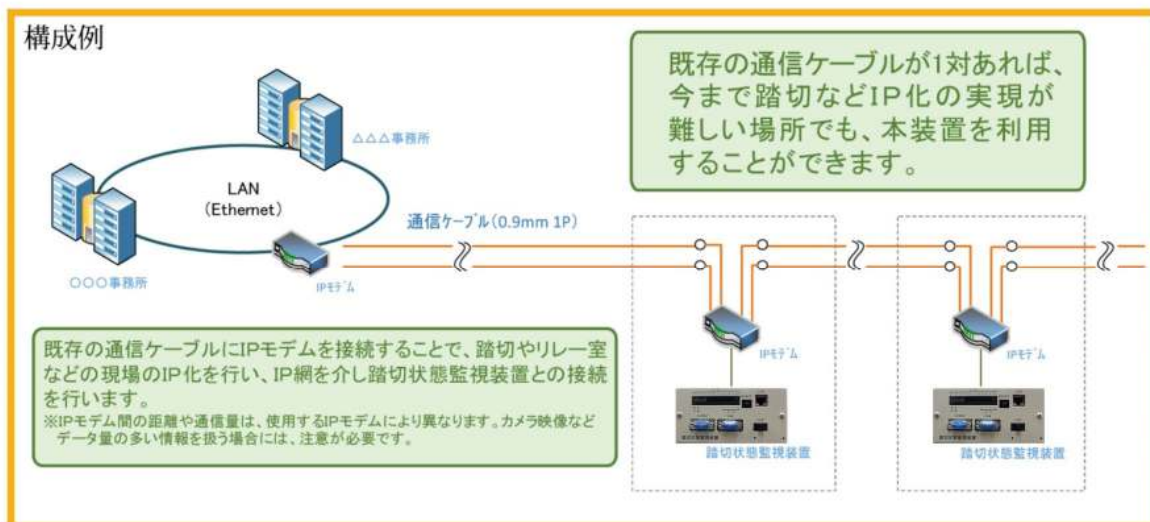 構成例
既存の通信ケーブルが1対あれば、
今まで踏切などIP化の実現が
難しい場所でも、本装置を利用
することができます。
△△△事務所
LAN
(Ethernet)
通信ｹｰﾌﾞﾙ(0.9mm 1P)
○○○事務所
IPﾓﾃﾞﾑ
IPﾓﾃﾞﾑ
IPﾓﾃﾞﾑ
既存の通信ケーブルにIPモデムを接続することで、踏切やリレー室
などの現場のIP化を行い、IP網を介し踏切状態監視装置との接続
を行います。
※IPモデム間の距離や通信量は、使用するIPモデムにより異なります。カメラ映像など
データ量の多い情報を扱う場合には、注意が必要です。
踏切状態監視装置
踏切状態監視装置